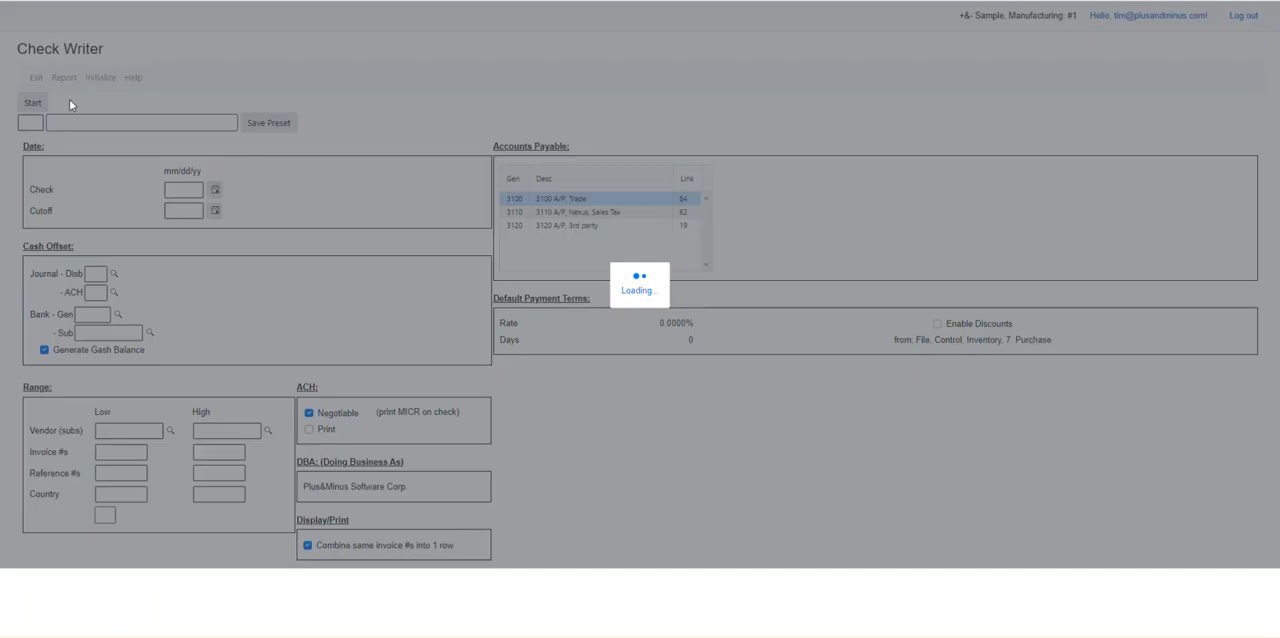 +&- Sample, Manufacturing: #1 Hello, tim@plusandminus.com! Log out
Check Writer
Exit Report Initialize Help
Start
Save Preset
Date:
mm/dd/yy
Check
Cutoff
Cash Offset:
Journal - Disb
- ACH
Bank - Gen
- Sub
Generate Gash Balance
Accounts Payable:
Gen Desc Link
3100 3100 A/P, Trade 84
3110 3110 A/P, Nexus, Sales Tax 62
3120 3120 A/P, 3rd party 19
Loading...
Default Payment Terms:
Rate 0.0000% Enable Discounts
Days 0 from: File, Control, Inventory, 7. Purchase
Range:
Low High
Vendor (subs)
Invoice #s
Reference #s
Country
ACH:
Negotiable (print MICR on check)
Print
DBA: (Doing Business As)
Plus&Minus Software Corp.
Display/Print
Combine same invoice #s into 1 row